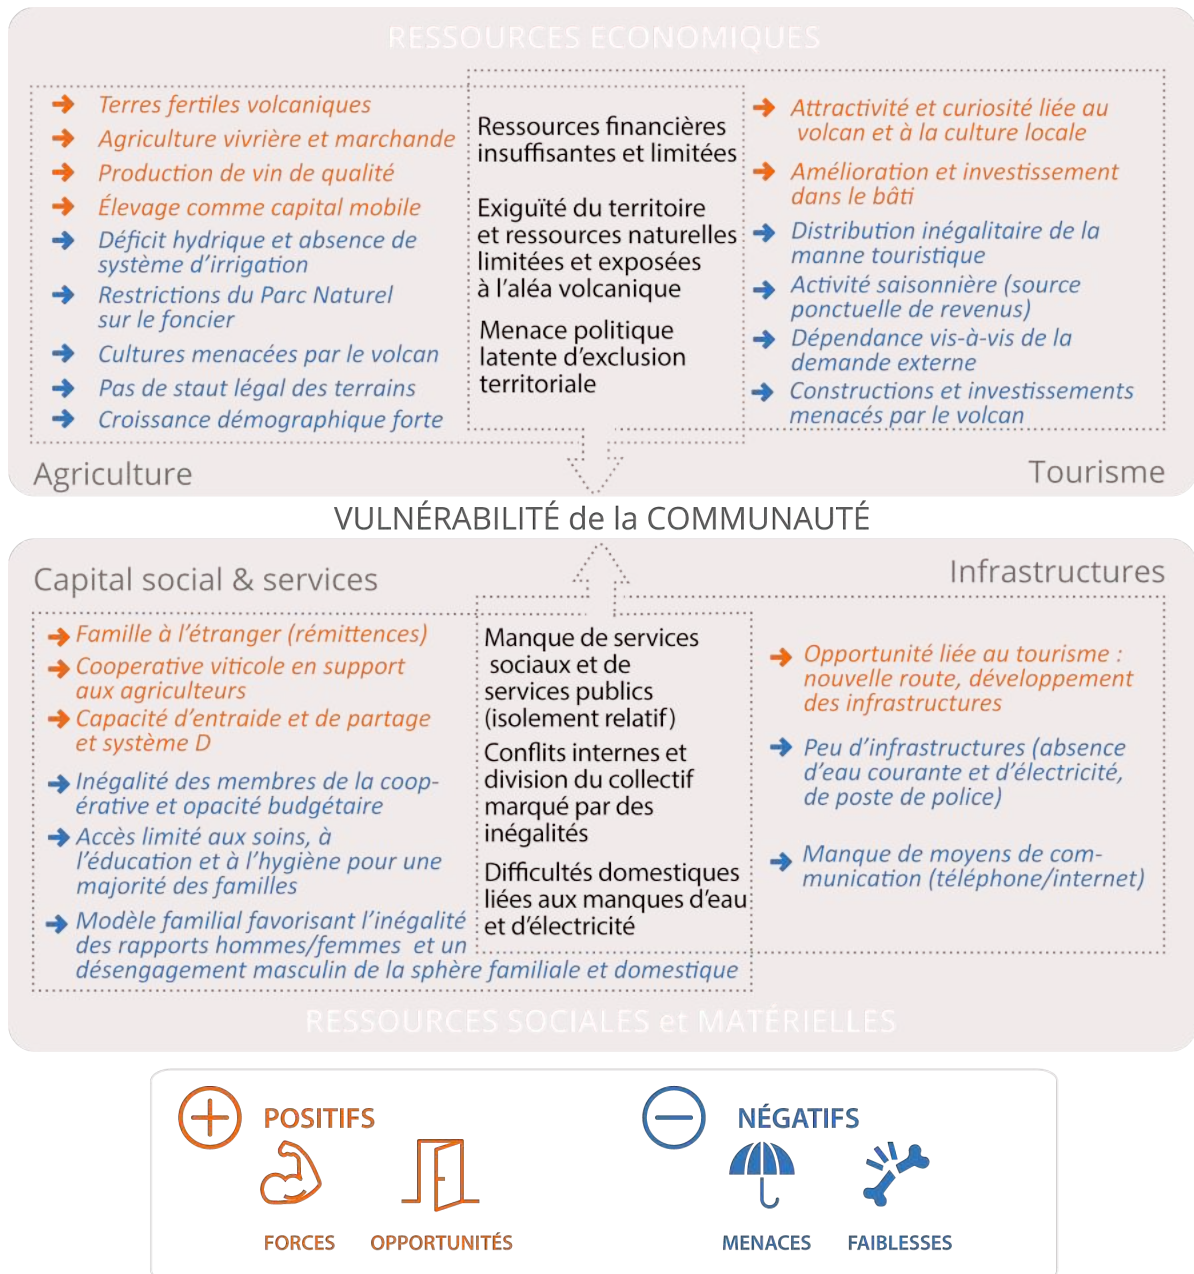 RESSOURCES ECONOMIQUES
Terres fertiles volcaniques
Agriculture vivrière et marchande
Production de vin de qualité
Élevage comme capital mobile
Déficit hydrique et absence de
système d'irrigation
Restrictions du Parc Naturel
sur le foncier
Cultures menacées par le volcan
Pas de staut légal des terrains
Croissance démographique forte
Agriculture
Ressources financières
insuffisantes et limitées
Exiguïté du territoire
et ressources naturelles
limitées et exposées
à l'aléa volcanique
Menace politique
latente d'exclusion
territoriale
Attractivité et curiosité liée au
volcan et à la culture locale
Amélioration et investissement
dans le bâti
Distribution inégalitaire de la
manne touristique
Activité saisonnière (source
ponctuelle de revenus)
Dépendance vis-à-vis de la
demande externe
Constructions et investissements
menacés par le volcan
Tourisme
VULNÉRABILITÉ de la COMMUNAUTÉ
Capital social & services
Famille à l'étranger (rémittences)
Cooperative viticole en support
aux agriculteurs
Capacité d'entraide et de partage
et système D
Inégalité des membres de la coop-
érative et opacité budgétaire
Accès limité aux soins, à
l'éducation et à l'hygiène pour une
majorité des familles
Modèle familial favorisant l'inégalité
des rapports hommes/femmes et un
désengagement masculin de la sphère familiale et domestique
Manque de services
sociaux et de
services publics
(isolement relatif)
Conflits internes et
division du collectif
marqué par des
inégalités
Difficultés domestiques
liées aux manques d'eau
et d'électricité
Infrastructures
Opportunité liée au tourisme :
nouvelle route, développement
des infrastructures
Peu d'infrastructures (absence
d'eau courante et d'électricité,
de poste de police)
Manque de moyens de com-
munication (téléphone/internet)
RESSOURCES SOCIALES et MATÉRIELLES
POSITIFS
FORCES
OPPORTUNITÉS
NÉGATIFS
MENACES
FAIBLESSES